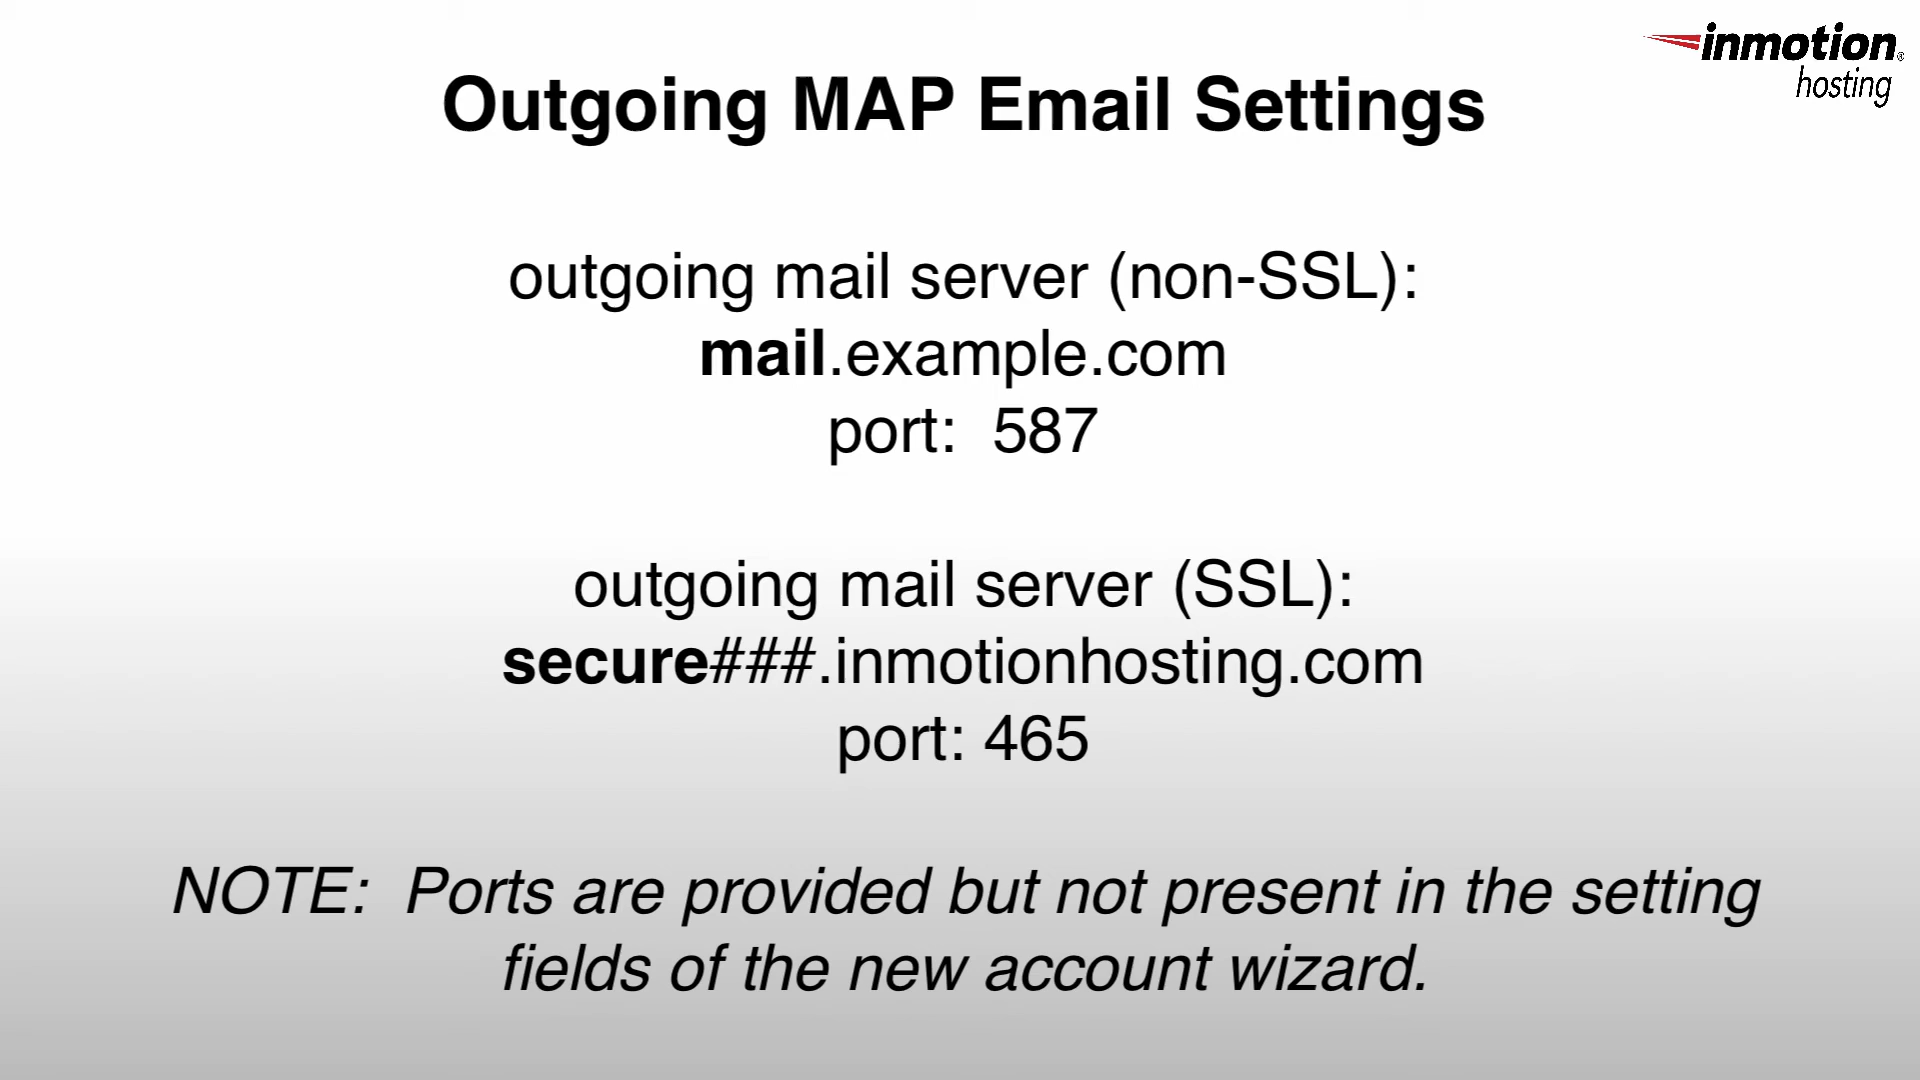 inmotion
hosting
Outgoing MAP Email Settings
outgoing mail server (non-SSL):
mail.example.com
port:  587
outgoing mail server (SSL):
secure###.inmotionhosting.com
port: 465
NOTE:  Ports are provided but not present in the setting
fields of the new account wizard.